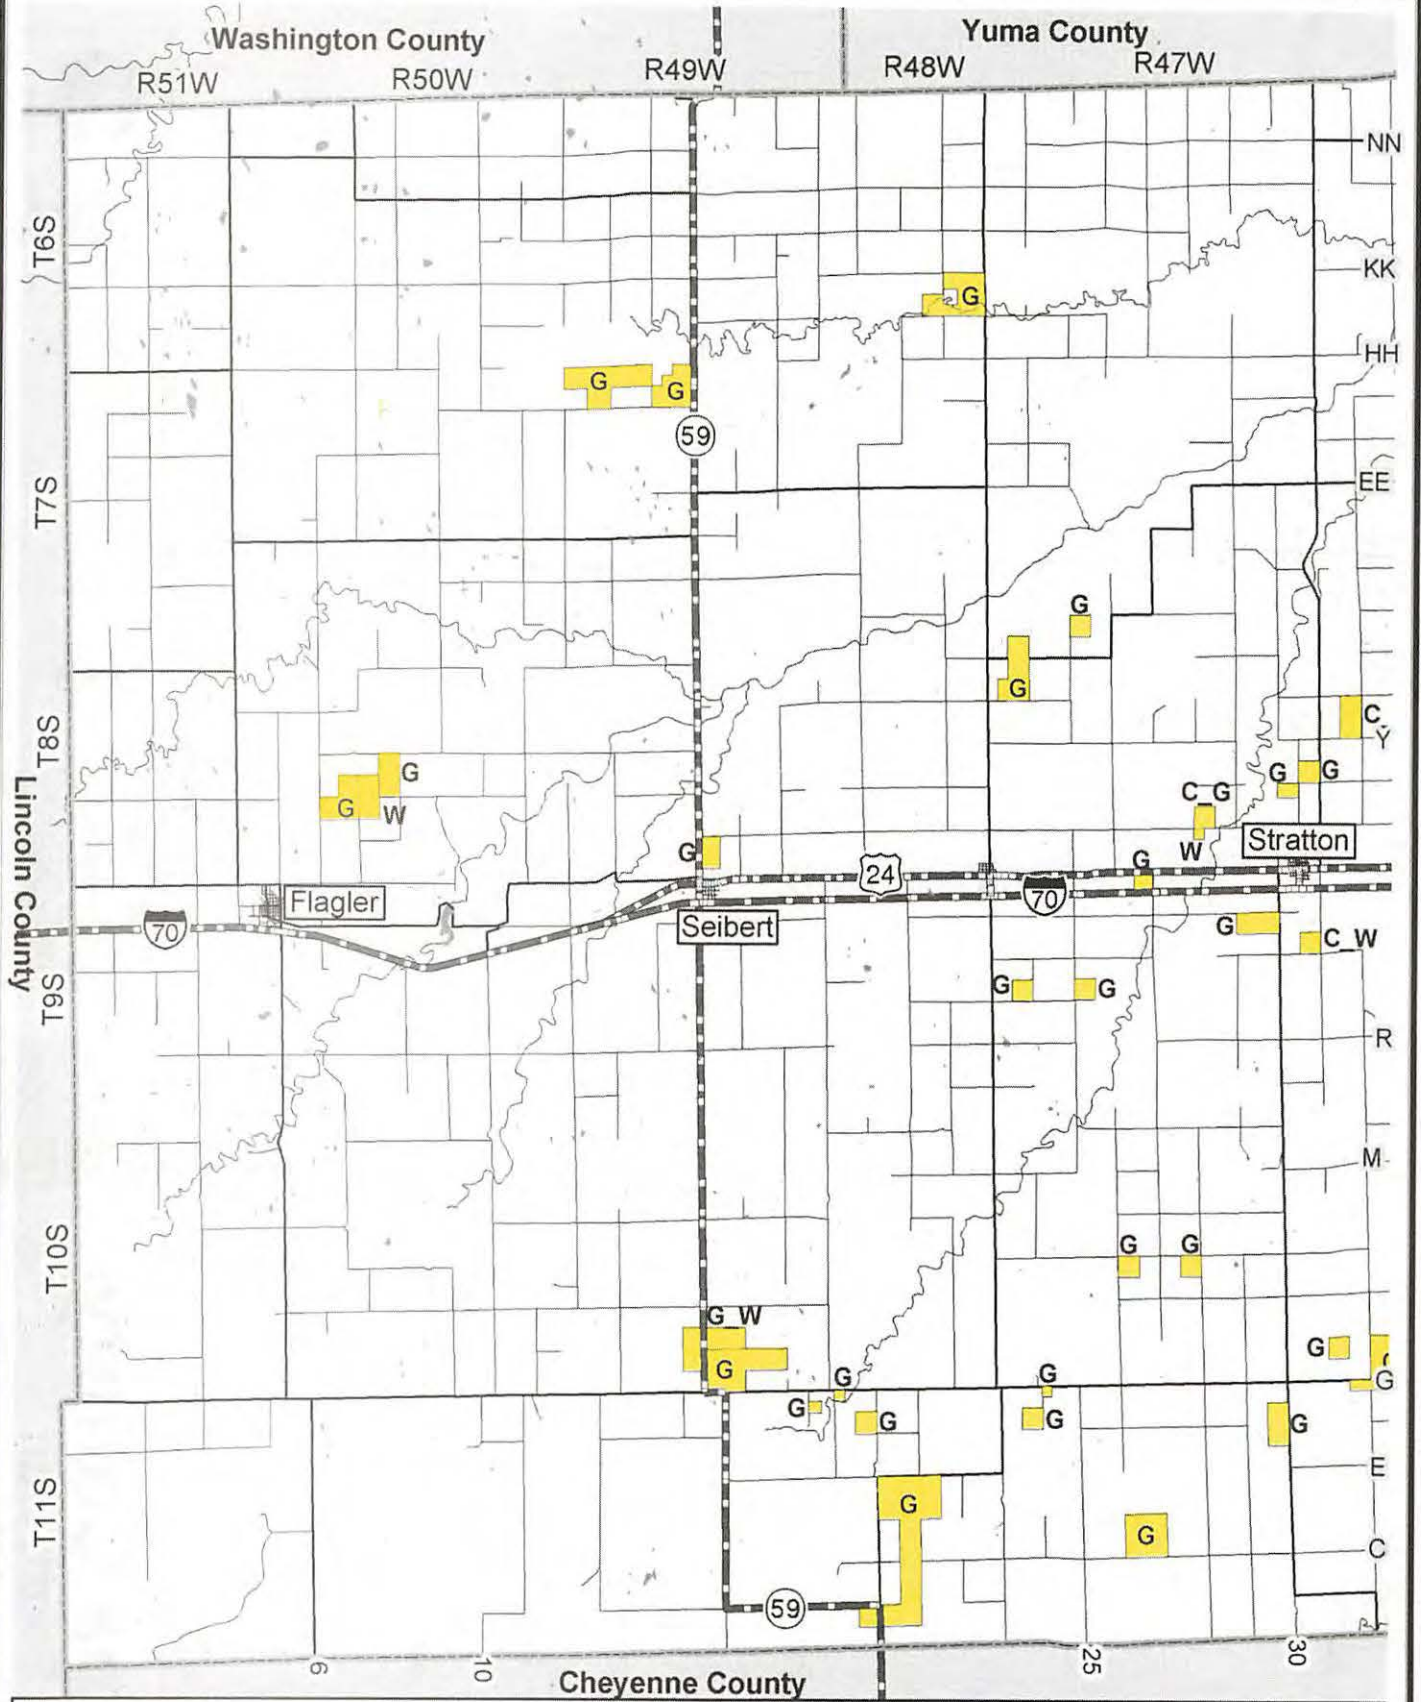 Washington County
Yuma County
R51W
R50W
R49W
R48W
R47W
NN
T6S
KK
G
HH
G
G
59
EE
T7S
G
G
T8S
C
Y
G
G
G
G
W
C_G
W
G
Stratton
24
G
Lincoln County
Flagler
70
70
Seibert
G
C_W
T9S
G
G
R
M
T10S
G
G
G_W
G
G
G
G
G
G
G
G
G
G
E
T11S
G
G
C
59
6
10
25
30
Cheyenne County